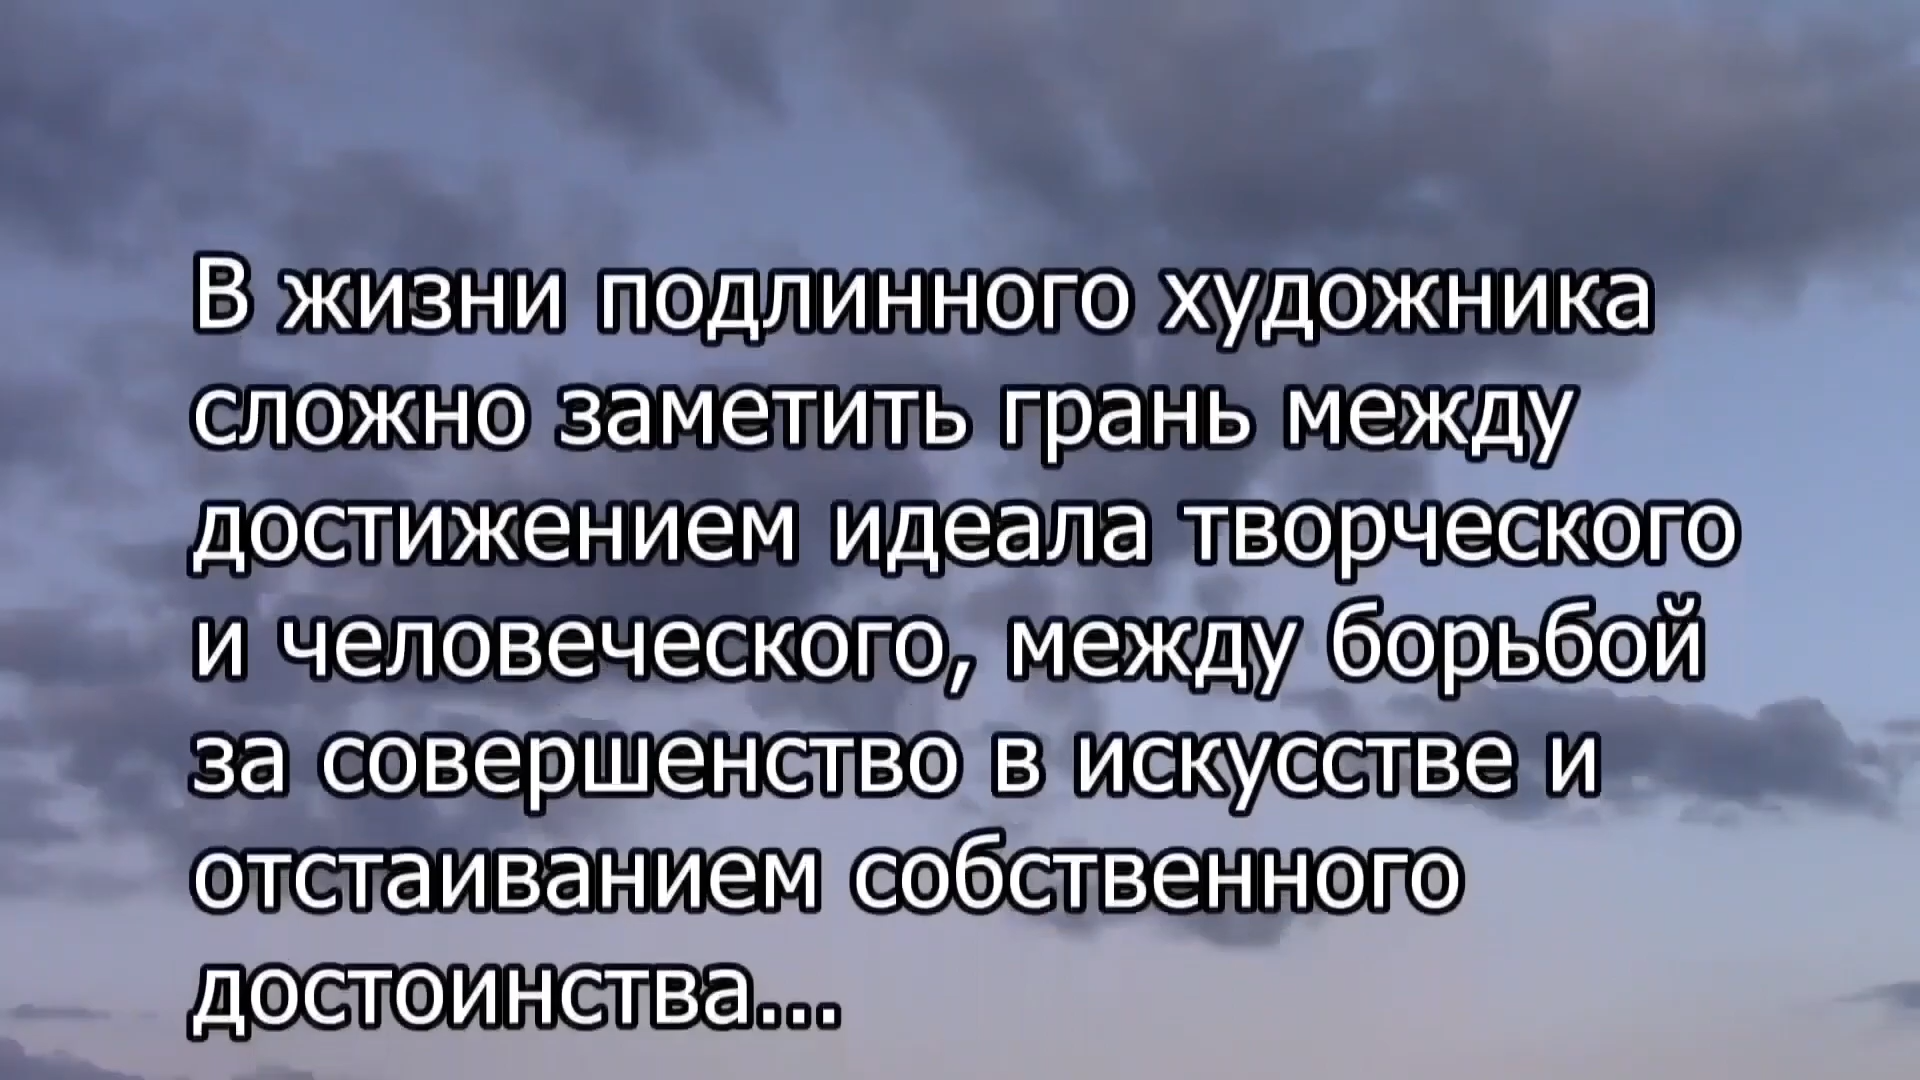 В жизни подлинного художника
сложно заметить грань между
достижением идеала творческого
и человеческого, между борьбой
за совершенство в искусстве и
отстаиванием собственного
достоинства...